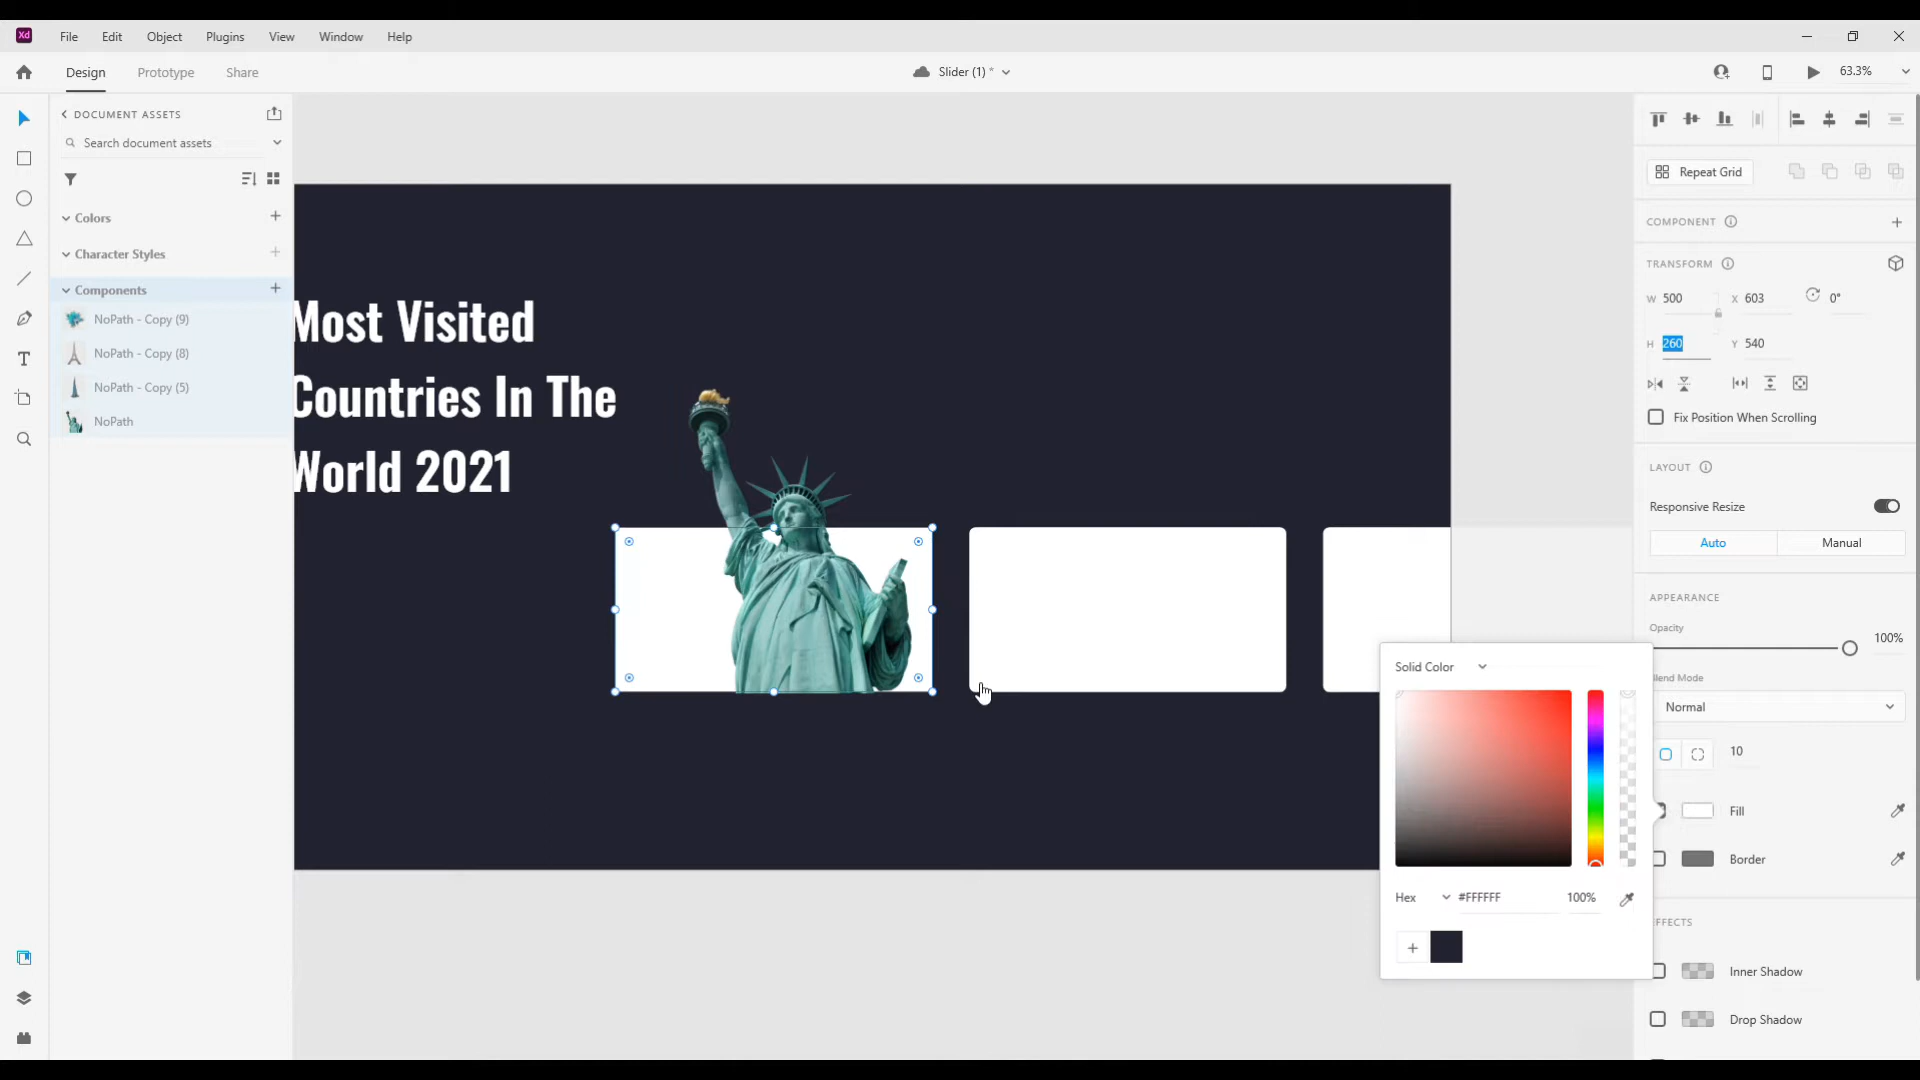 Xd File Edit Object Plugins View Window Help
Design Prototype Share Slider (1) * 63.3%
DOCUMENT ASSETS
Search document assets
Colors
Character Styles
Components
NoPath - Copy (9)
NoPath - Copy (8)
NoPath - Copy (5)
NoPath
Most Visited
Countries In The
World 2021
Repeat Grid
COMPONENT
TRANSFORM
W 500 X 603 0°
H 260 Y 540
Fix Position When Scrolling
LAYOUT
Responsive Resize
Auto Manual
APPEARANCE
Opacity
100%
Solid Color
lend Mode
Normal
10
Fill
Border
Hex #FFFFFF 100%
FFECTS
Inner Shadow
Drop Shadow